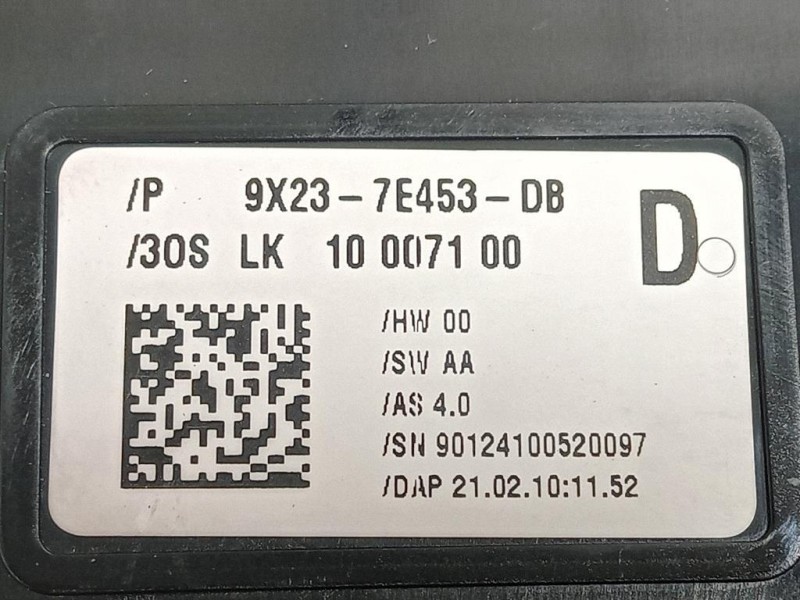 /P 9X23-7E453-DB
D
/30S LK 10 0071 00
/HW 00
/SW AA
/AS 4.0
/SN 90124100520097
/DAP 21.02.10:11.52